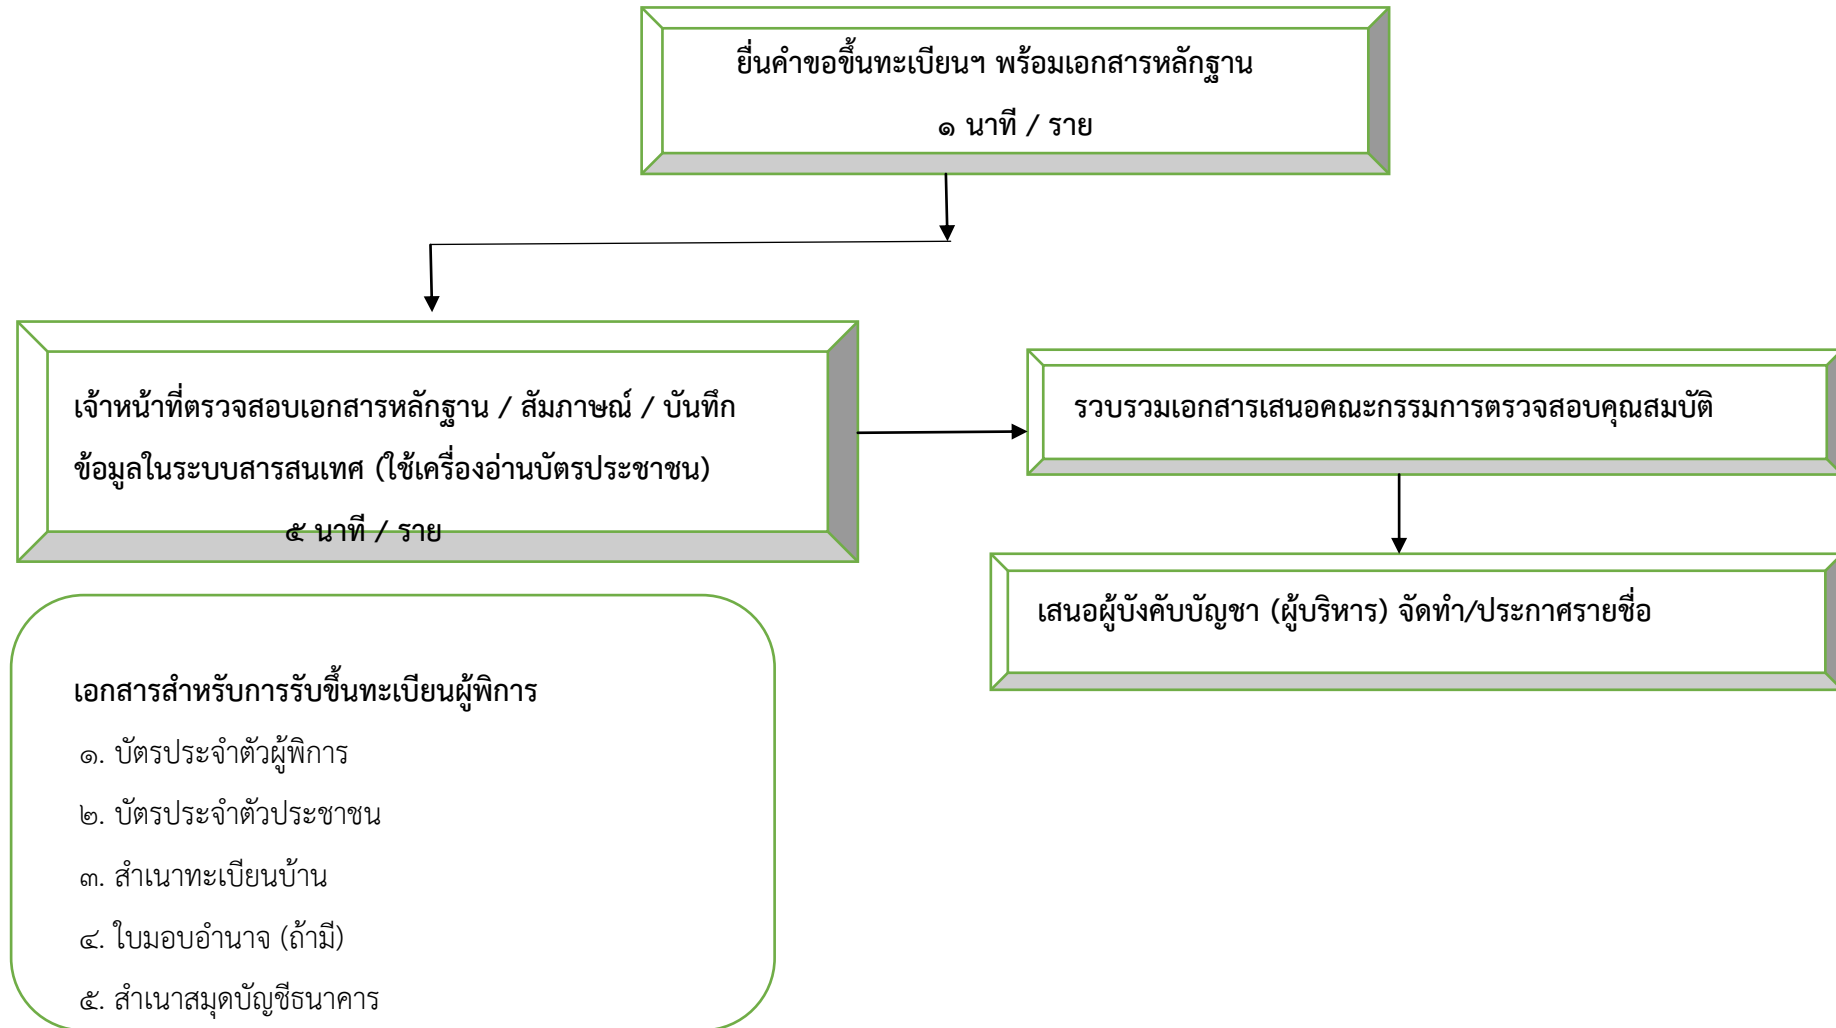 ยื่นคำขอขึ้นทะเบียนฯ พร้อมเอกสารหลักฐาน
๑ นาที / ราย
เจ้าหน้าที่ตรวจสอบเอกสารหลักฐาน / สัมภาษณ์ / บันทึก
ข้อมูลในระบบสารสนเทศ (ใช้เครื่องอ่านบัตรประชาชน)
๕ นาที / ราย
รวบรวมเอกสารเสนอคณะกรรมการตรวจสอบคุณสมบัติ
เสนอผู้บังคับบัญชา (ผู้บริหาร) จัดทำ/ประกาศรายชื่อ
เอกสารสำหรับการรับขึ้นทะเบียนผู้พิการ
๑. บัตรประจำตัวผู้พิการ
๒. บัตรประจำตัวประชาชน
๓. สำเนาทะเบียนบ้าน
๔. ใบมอบอำนาจ (ถ้ามี)
๕. สำเนาสมุดบัญชีธนาคาร